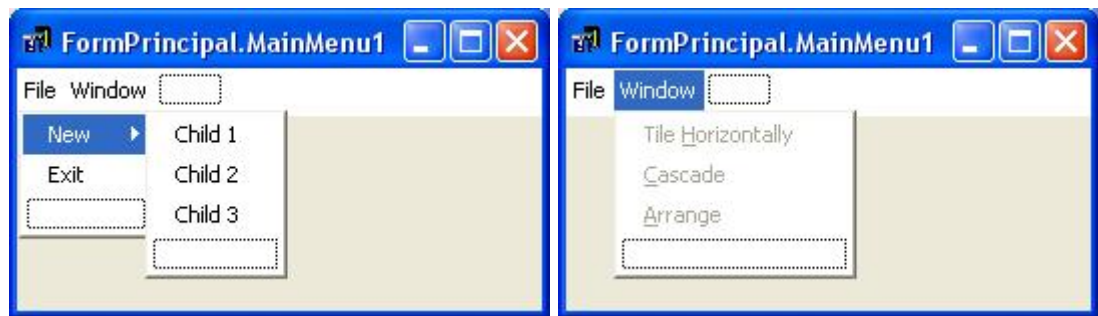 FormPrincipal.MainMenu1
File Window
New
Exit
Child 1
Child 2
Child 3
FormPrincipal.MainMenu1
File Window
Tile Horizontally
Cascade
Arrange